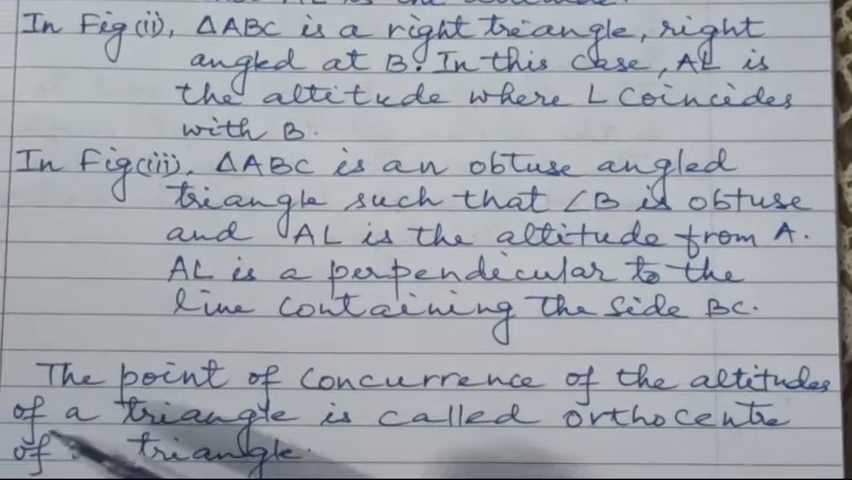 In Fig (ii), ΔABC is a right triangle, right
angled at B. In this case, AL is
the altitude where L coincides
with B.
In Fig (iii), ΔABC is an obtuse angled
triangle such that ∠B is obtuse
and AL is the altitude from A.
AL is a perpendicular to the
line containing the side BC.
The point of concurrence of the altitudes
of a triangle is called orthocentre
of triangle.